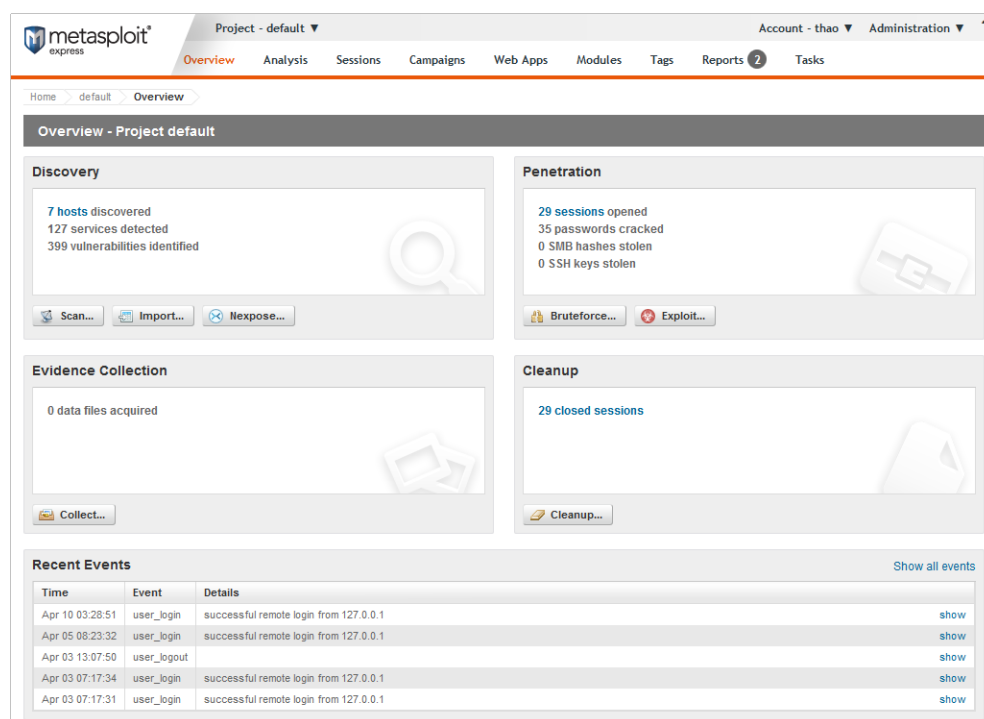 metasploit®
express
Project - default ▼
Account - thao ▼ Administration ▼
Overview Analysis Sessions Campaigns Web Apps Modules Tags Reports 2 Tasks
Home default Overview
Overview - Project default
Discovery
7 hosts discovered
127 services detected
399 vulnerabilities identified
Scan... Import... Nexpose...
Penetration
29 sessions opened
35 passwords cracked
0 SMB hashes stolen
0 SSH keys stolen
Bruteforce... Exploit...
Evidence Collection
0 data files acquired
Collect...
Cleanup
29 closed sessions
Cleanup...
Recent Events
Show all events
Time Event Details
Apr 10 03:28:51 user_login successful remote login from 127.0.0.1 show
Apr 05 08:23:32 user_login successful remote login from 127.0.0.1 show
Apr 03 13:07:50 user_logout show
Apr 03 07:17:34 user_login successful remote login from 127.0.0.1 show
Apr 03 07:17:31 user_login successful remote login from 127.0.0.1 show